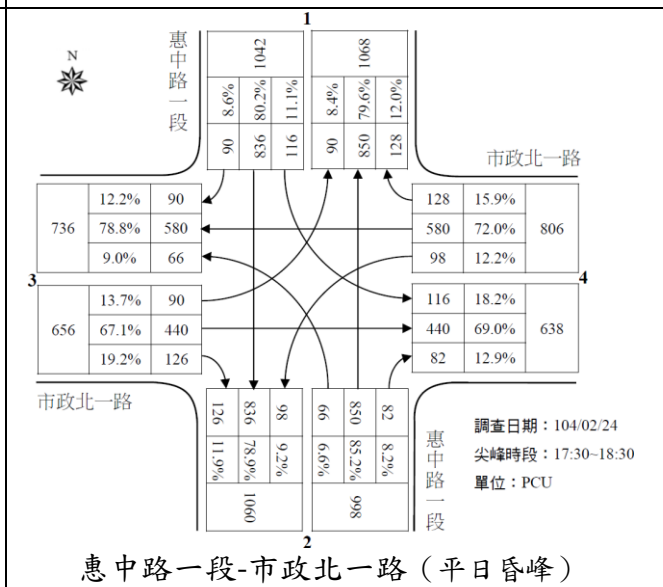 1
惠中路一段
N
1042
1068
8.6% 80.2% 11.1%
8.4% 79.6% 12.0%
90 836 116
90 850 128
市政北一路
736
12.2% 90
78.8% 580
9.0% 66
128 15.9%
580 72.0%
98 12.2%
806
3
4
656
13.7% 90
67.1% 440
19.2% 126
116 18.2%
440 69.0%
82 12.9%
638
市政北一路
126 836 98
66 850 82
11.9% 78.9% 9.2%
6.6% 85.2% 8.2%
1060
998
惠中路一段
調查日期：104/02/24
尖峰時段：17:30~18:30
單位：PCU
2
惠中路一段-市政北一路（平日昏峰）